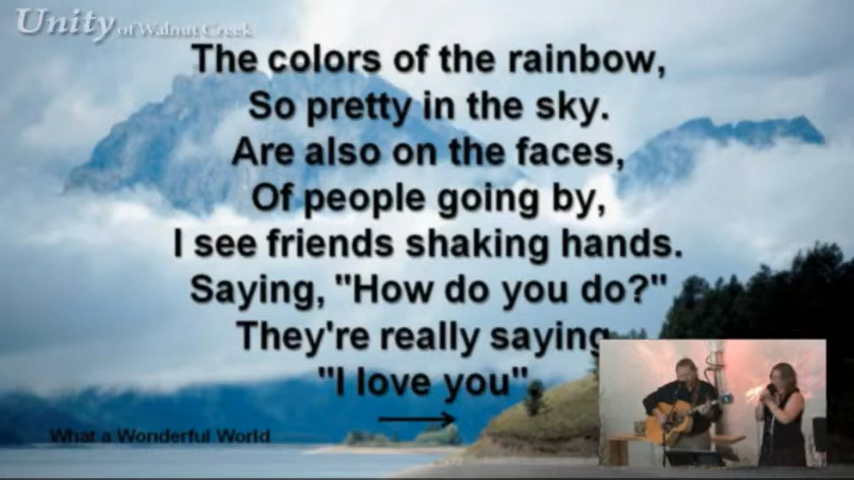 Unity of Walnut Creek
The colors of the rainbow,
So pretty in the sky.
Are also on the faces,
Of people going by,
I see friends shaking hands.
Saying, "How do you do?"
They're really saying
"I love you"
What a Wonderful World